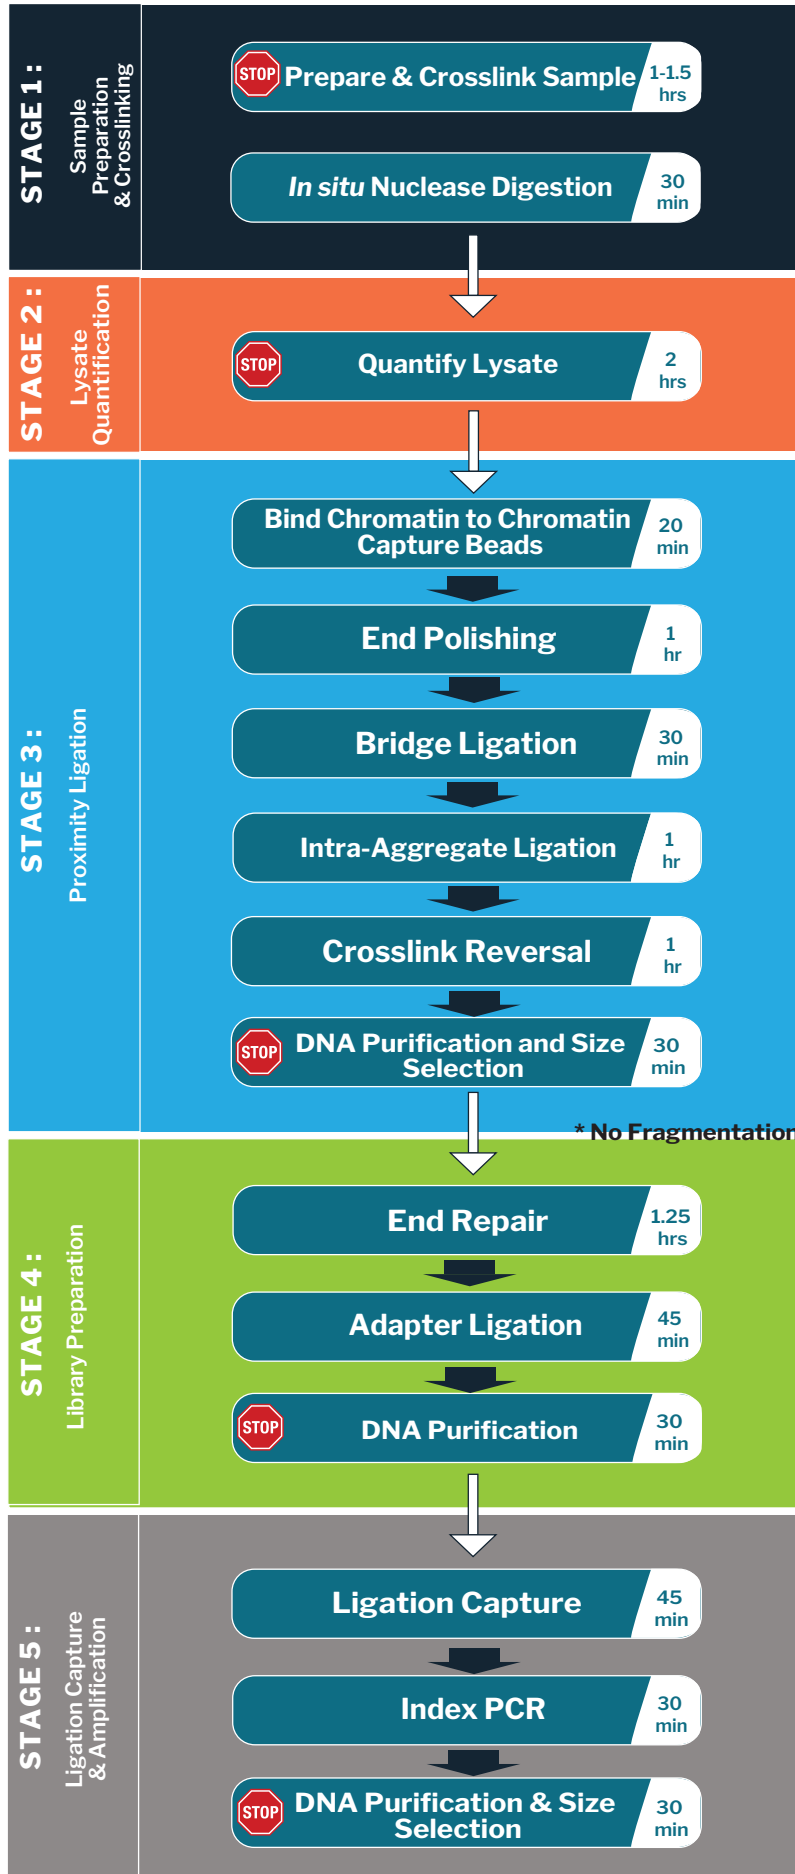 STAGE 1 :
Sample
Preparation
& Crosslinking
STOP
Prepare & Crosslink Sample
1-1.5
hrs
In situ Nuclease Digestion
30
min
STAGE 2 :
Lysate
Quantification
STOP
Quantify Lysate
2
hrs
STAGE 3 :
Proximity Ligation
Bind Chromatin to Chromatin
Capture Beads
20
min
End Polishing
1
hr
Bridge Ligation
30
min
Intra-Aggregate Ligation
1
hr
Crosslink Reversal
1
hr
STOP
DNA Purification and Size
Selection
30
min
* No Fragmentation
STAGE 4 :
Library Preparation
End Repair
1.25
hrs
Adapter Ligation
45
min
STOP
DNA Purification
30
min
STAGE 5 :
Ligation Capture
& Amplification
Ligation Capture
45
min
Index PCR
30
min
STOP
DNA Purification & Size
Selection
30
min